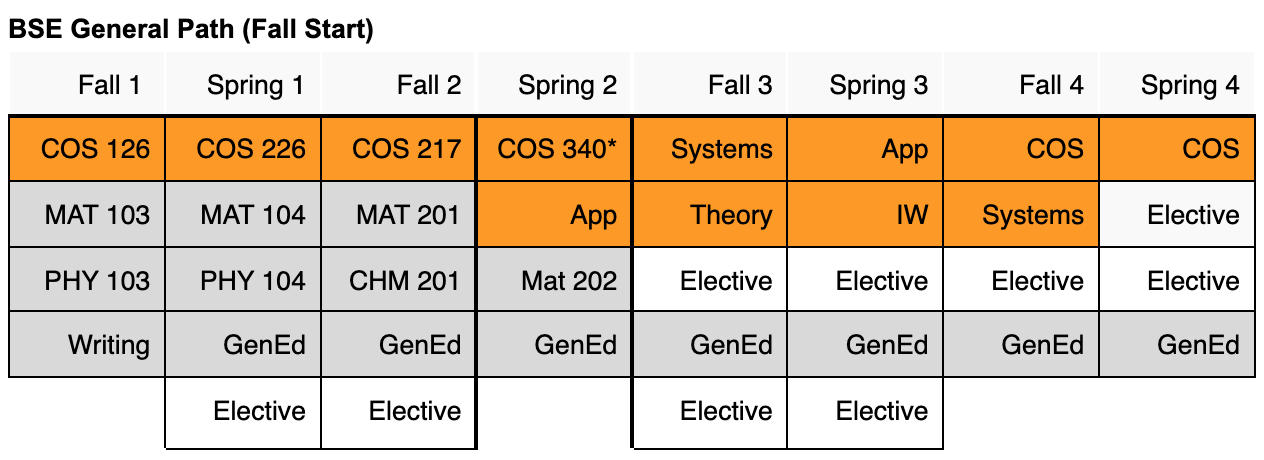 BSE General Path (Fall Start)
Fall 1 Spring 1 Fall 2 Spring 2 Fall 3 Spring 3 Fall 4 Spring 4
COS 126 COS 226 COS 217 COS 340* Systems App COS COS
MAT 103 MAT 104 MAT 201 App Theory IW Systems Elective
PHY 103 PHY 104 CHM 201 Mat 202 Elective Elective Elective Elective
Writing GenEd GenEd GenEd GenEd GenEd GenEd GenEd
Elective Elective Elective Elective